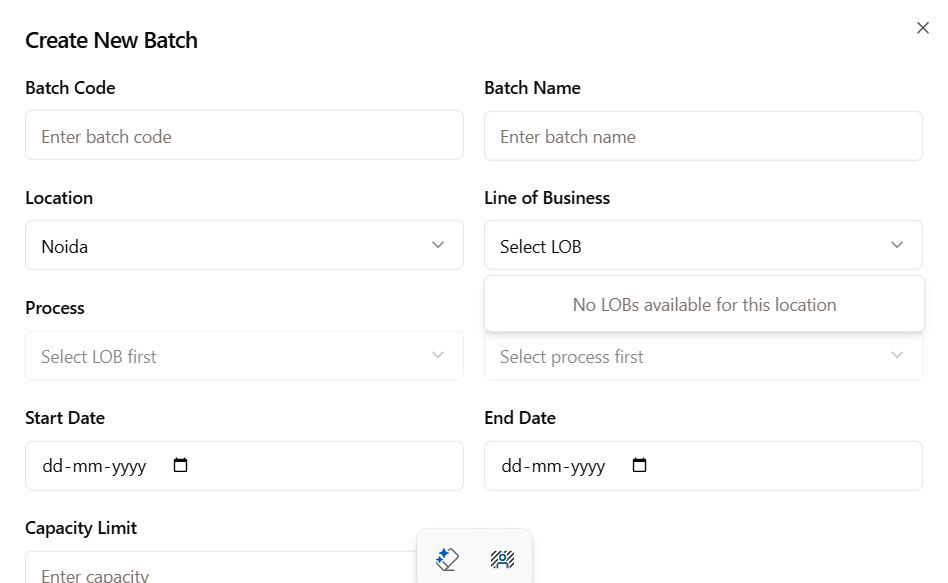 Create New Batch
Batch Code
Batch Name
Enter batch code
Enter batch name
Location
Line of Business
Noida
Select LOB
No LOBs available for this location
Process
Select LOB first
Select process first
Start Date
End Date
dd-mm-yyyy
dd-mm-yyyy
Capacity Limit
Enter capacity